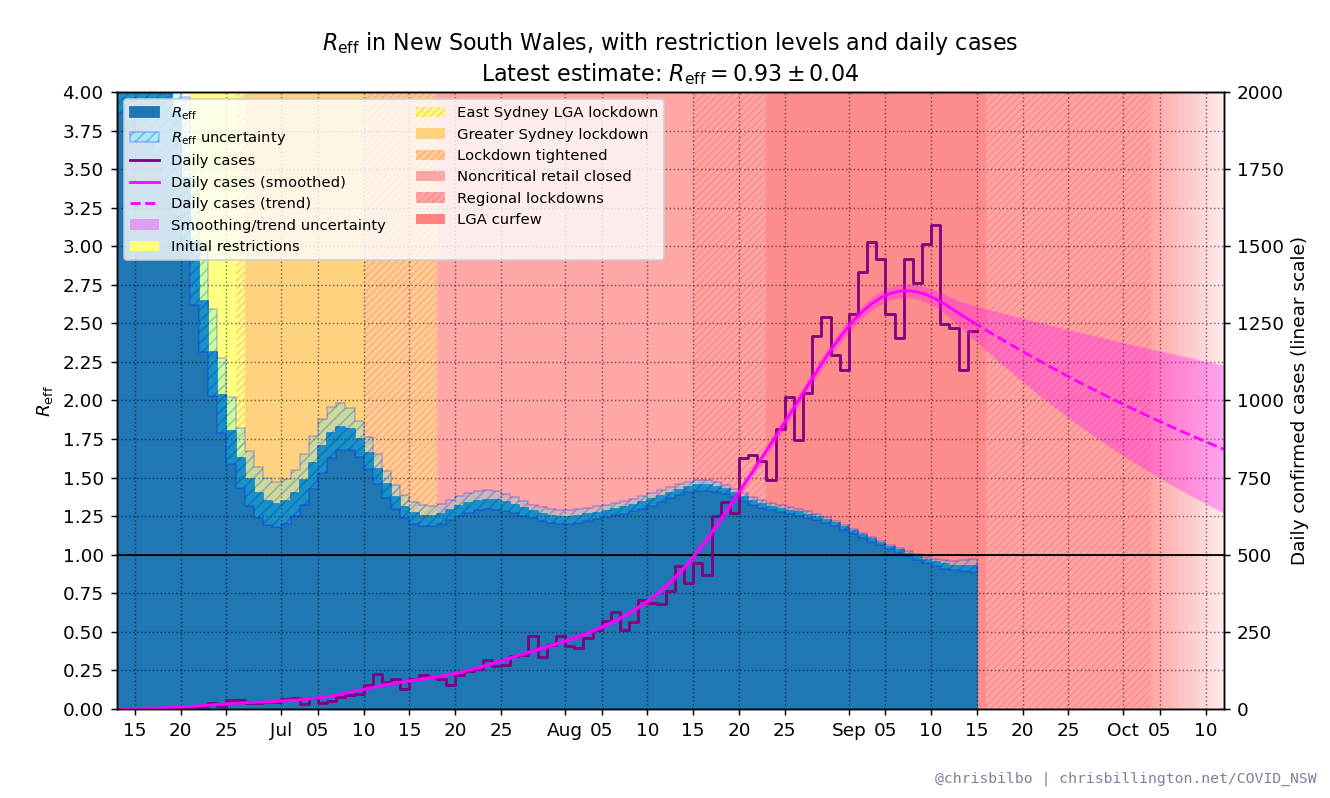 Reff in New South Wales, with restriction levels and daily cases
Latest estimate: Reff = 0.93 ± 0.04
Reff
Reff uncertainty
Daily cases
Daily cases (smoothed)
Daily cases (trend)
Smoothing/trend uncertainty
Initial restrictions
East Sydney LGA lockdown
Greater Sydney lockdown
Lockdown tightened
Noncritical retail closed
Regional lockdowns
LGA curfew
4.00
3.75
3.50
3.25
3.00
2.75
2.50
2.25
2.00
1.75
1.50
1.25
1.00
0.75
0.50
0.25
0.00
Reff
2000
1750
1500
1250
1000
750
500
250
0
Daily confirmed cases (linear scale)
15 20 25 Jul 05 10 15 20 25 Aug 05 10 15 20 25 Sep 05 10 15 20 25 Oct 05 10
@chrisbilbo | chrisbillington.net/COVID_NSW